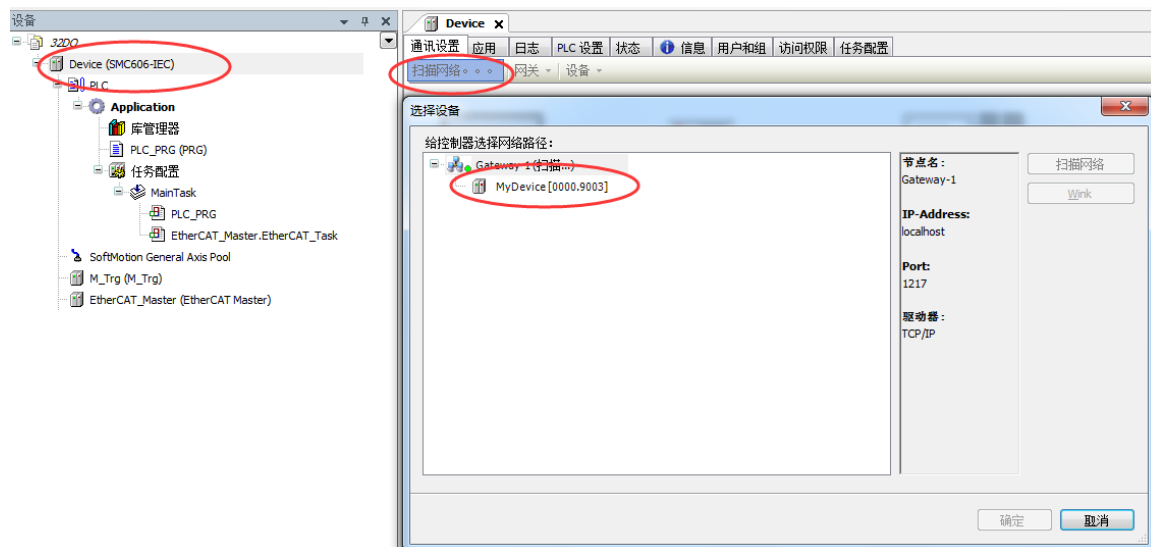 设备
32DO
Device (SMC606-IEC)
PLC
Application
库管理器
PLC_PRG (PRG)
任务配置
MainTask
PLC_PRG
EtherCAT_Master.EtherCAT_Task
SoftMotion General Axis Pool
M_Trg (M_Trg)
EtherCAT_Master (EtherCAT Master)
Device
通讯设置 应用 日志 PLC 设置 状态 信息 用户和组 访问权限 任务配置
扫描网络。。。 网关 设备
选择设备
给控制器选择网络路径:
Gateway-1 (扫描...)
MyDevice [0000.9003]
节点名:
Gateway-1
IP-Address:
localhost
Port:
1217
驱动器:
TCP/IP
扫描网络
Wink
确定 取消